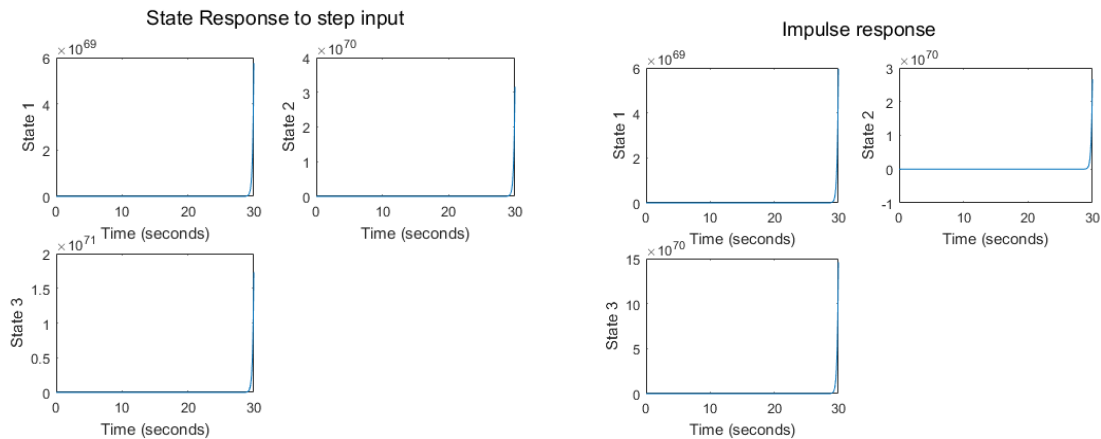 State Response to step input
×10^69
6
4
2
0
State 1
0 10 20 30
Time (seconds)
×10^70
4
3
2
1
0
State 2
0 10 20 30
Time (seconds)
×10^71
2
1.5
1
0.5
0
State 3
0 10 20 30
Time (seconds)
Impulse response
×10^69
6
4
2
0
State 1
0 10 20 30
Time (seconds)
×10^70
3
2
1
0
-1
State 2
0 10 20 30
Time (seconds)
×10^70
15
10
5
0
State 3
0 10 20 30
Time (seconds)